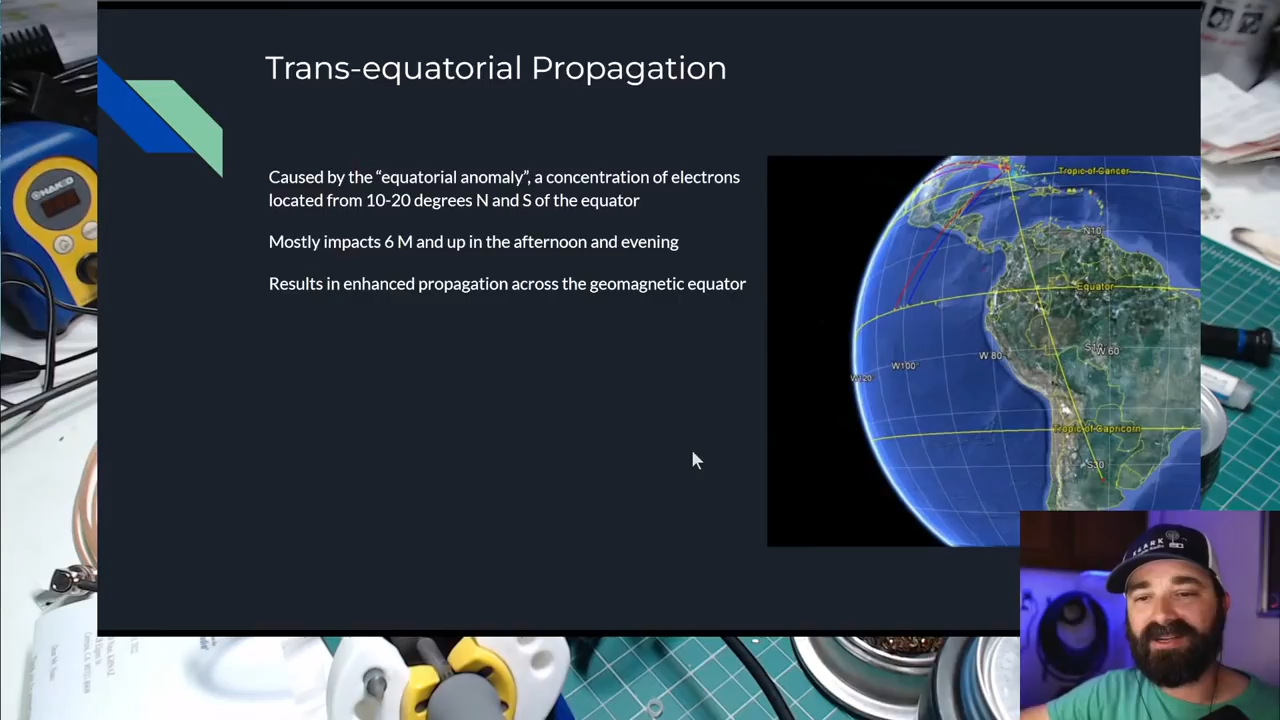 Trans-equatorial Propagation
Caused by the “equatorial anomaly”, a concentration of electrons
located from 10-20 degrees N and S of the equator
Mostly impacts 6 M and up in the afternoon and evening
Results in enhanced propagation across the geomagnetic equator
Tropic of Cancer
N10
Equator
S10
W 60
W 80
W100
W120
Tropic of Capricorn
S30
HAKKO